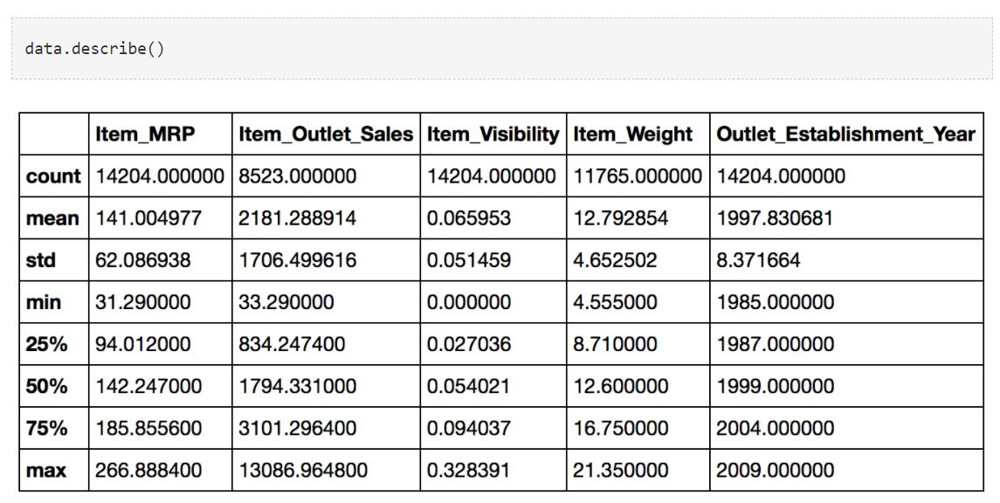 data.describe()
Item_MRP Item_Outlet_Sales Item_Visibility Item_Weight Outlet_Establishment_Year
count 14204.000000 8523.000000 14204.000000 11765.000000 14204.000000
mean 141.004977 2181.288914 0.065953 12.792854 1997.830681
std 62.086938 1706.499616 0.051459 4.652502 8.371664
min 31.290000 33.290000 0.000000 4.555000 1985.000000
25% 94.012000 834.247400 0.027036 8.710000 1987.000000
50% 142.247000 1794.331000 0.054021 12.600000 1999.000000
75% 185.855600 3101.296400 0.094037 16.750000 2004.000000
max 266.888400 13086.964800 0.328391 21.350000 2009.000000